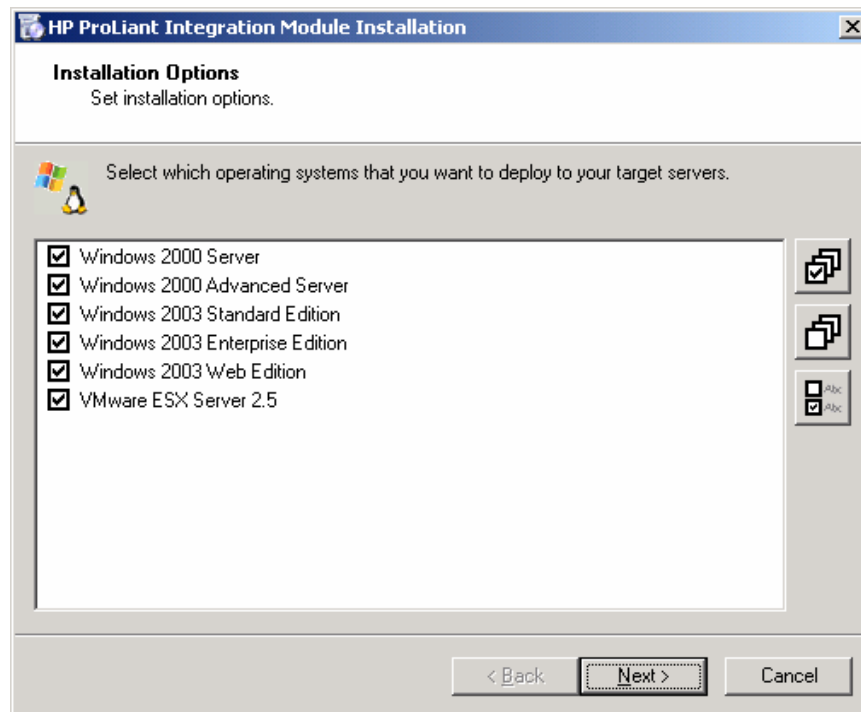 HP ProLiant Integration Module Installation
Installation Options
Set installation options.
Select which operating systems that you want to deploy to your target servers.
Windows 2000 Server
Windows 2000 Advanced Server
Windows 2003 Standard Edition
Windows 2003 Enterprise Edition
Windows 2003 Web Edition
VMware ESX Server 2.5
Abc
Abc
< Back
Next >
Cancel